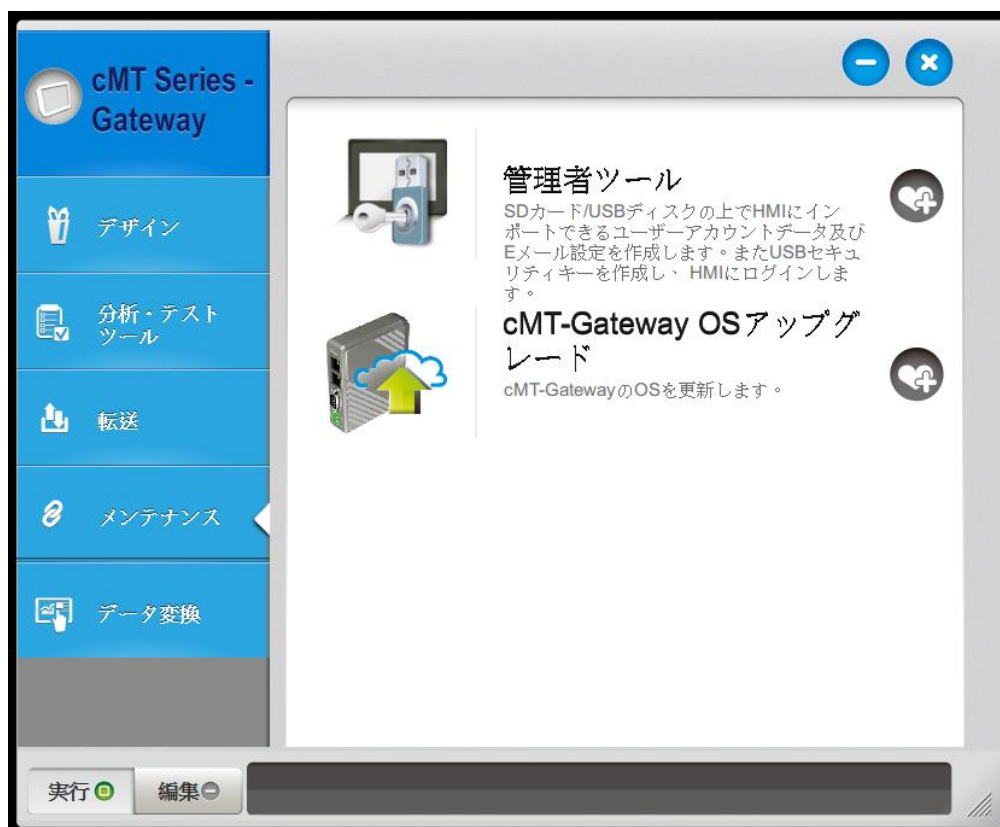 cMT Series -
Gateway
デザイン
分析・テスト
ツール
転送
メンテナンス
データ変換
管理者ツール
SDカード/USBディスクの上でHMIにイン
ポートできるユーザーアカウントデータ及び
Eメール設定を作成します。またUSBセキュ
リティキーを作成し、 HMIにログインしま
す。
cMT-Gateway OSアップグ
レード
cMT-GatewayのOSを更新します。
実行
編集